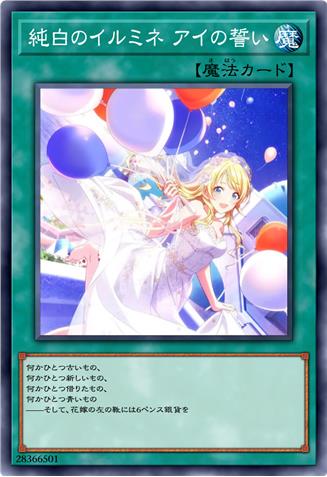 純白のイルミネ アイの誓い 魔
【魔法カード】
何かひとつ古いもの、
何かひとつ新しいもの、
何かひとつ借りたもの、
何かひとつ青いもの
――そして、花嫁の左の靴には6ペンス銀貨を
28366501